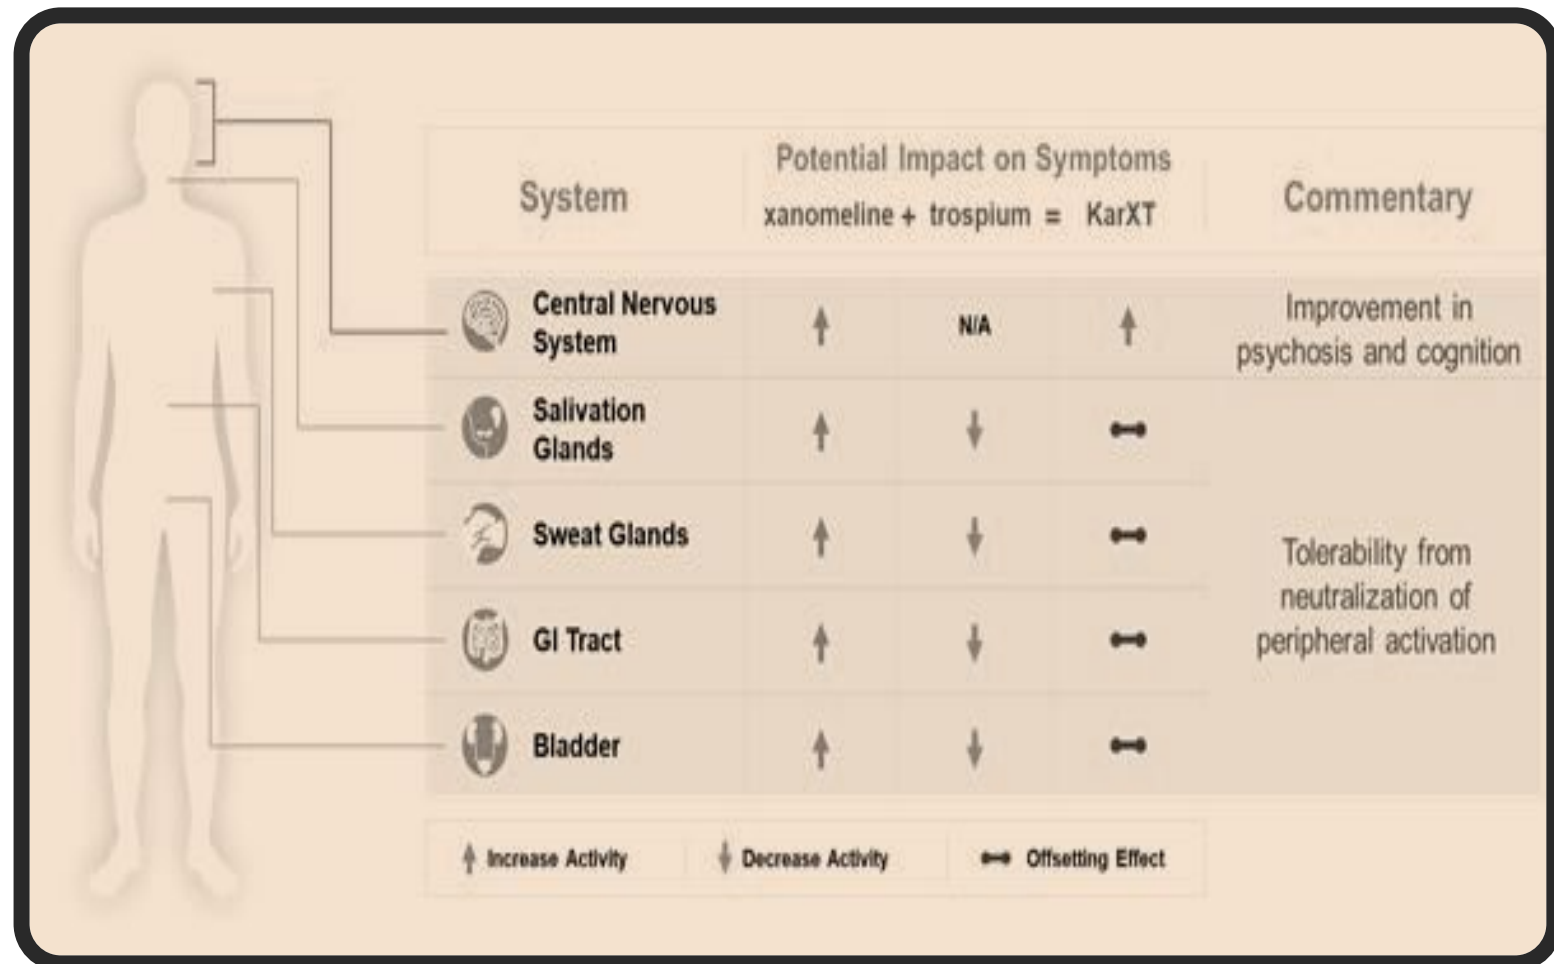 System
Potential Impact on Symptoms
xanomeline + trospium = KarXT
Commentary
Central Nervous
System
N/A
Improvement in
psychosis and cognition
Salivation
Glands
Sweat Glands
GI Tract
Bladder
Tolerability from
neutralization of
peripheral activation
Increase Activity
Decrease Activity
Offsetting Effect